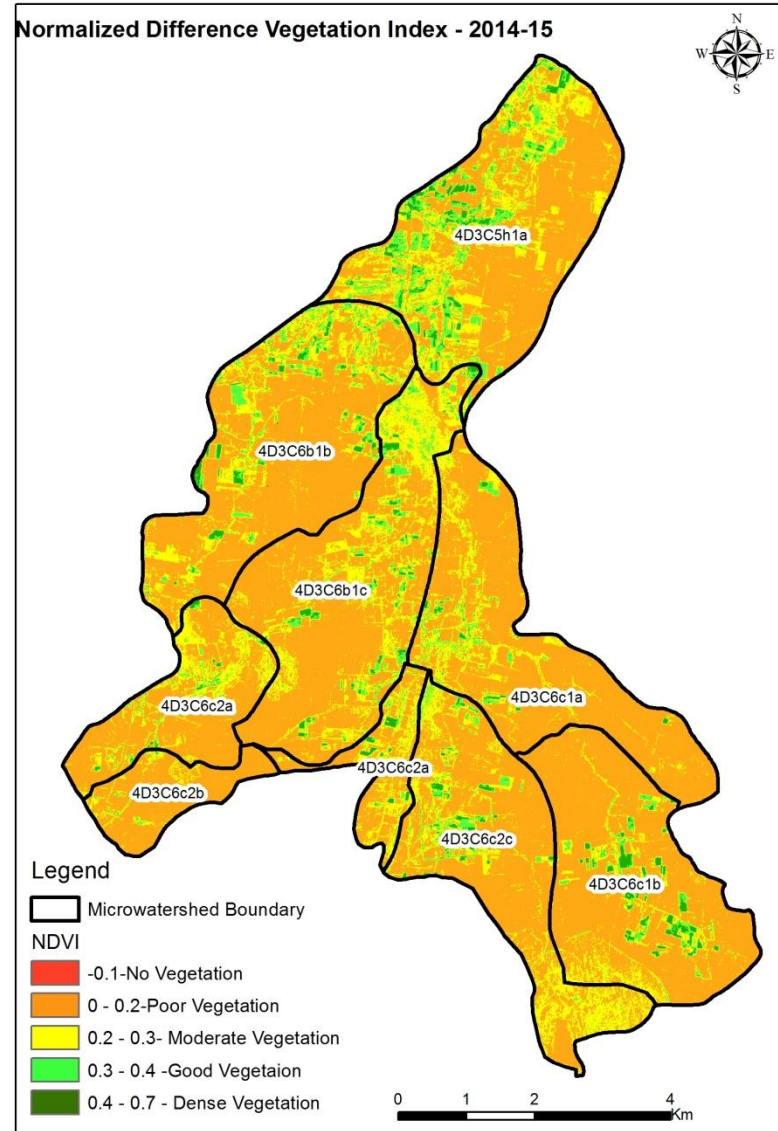 Normalized Difference Vegetation Index - 2014-15
N
W E
S
4D3C5h1a
4D3C6b1b
4D3C6b1c
4D3C6c2a
4D3C6c1a
4D3C6c2a
4D3C6c2b
4D3C6c2c
4D3C6c1b
Legend
Microwatershed Boundary
NDVI
-0.1-No Vegetation
0 - 0.2-Poor Vegetation
0.2 - 0.3- Moderate Vegetation
0.3 - 0.4 -Good Vegetaion
0.4 - 0.7 - Dense Vegetation
0 1 2 4
Km